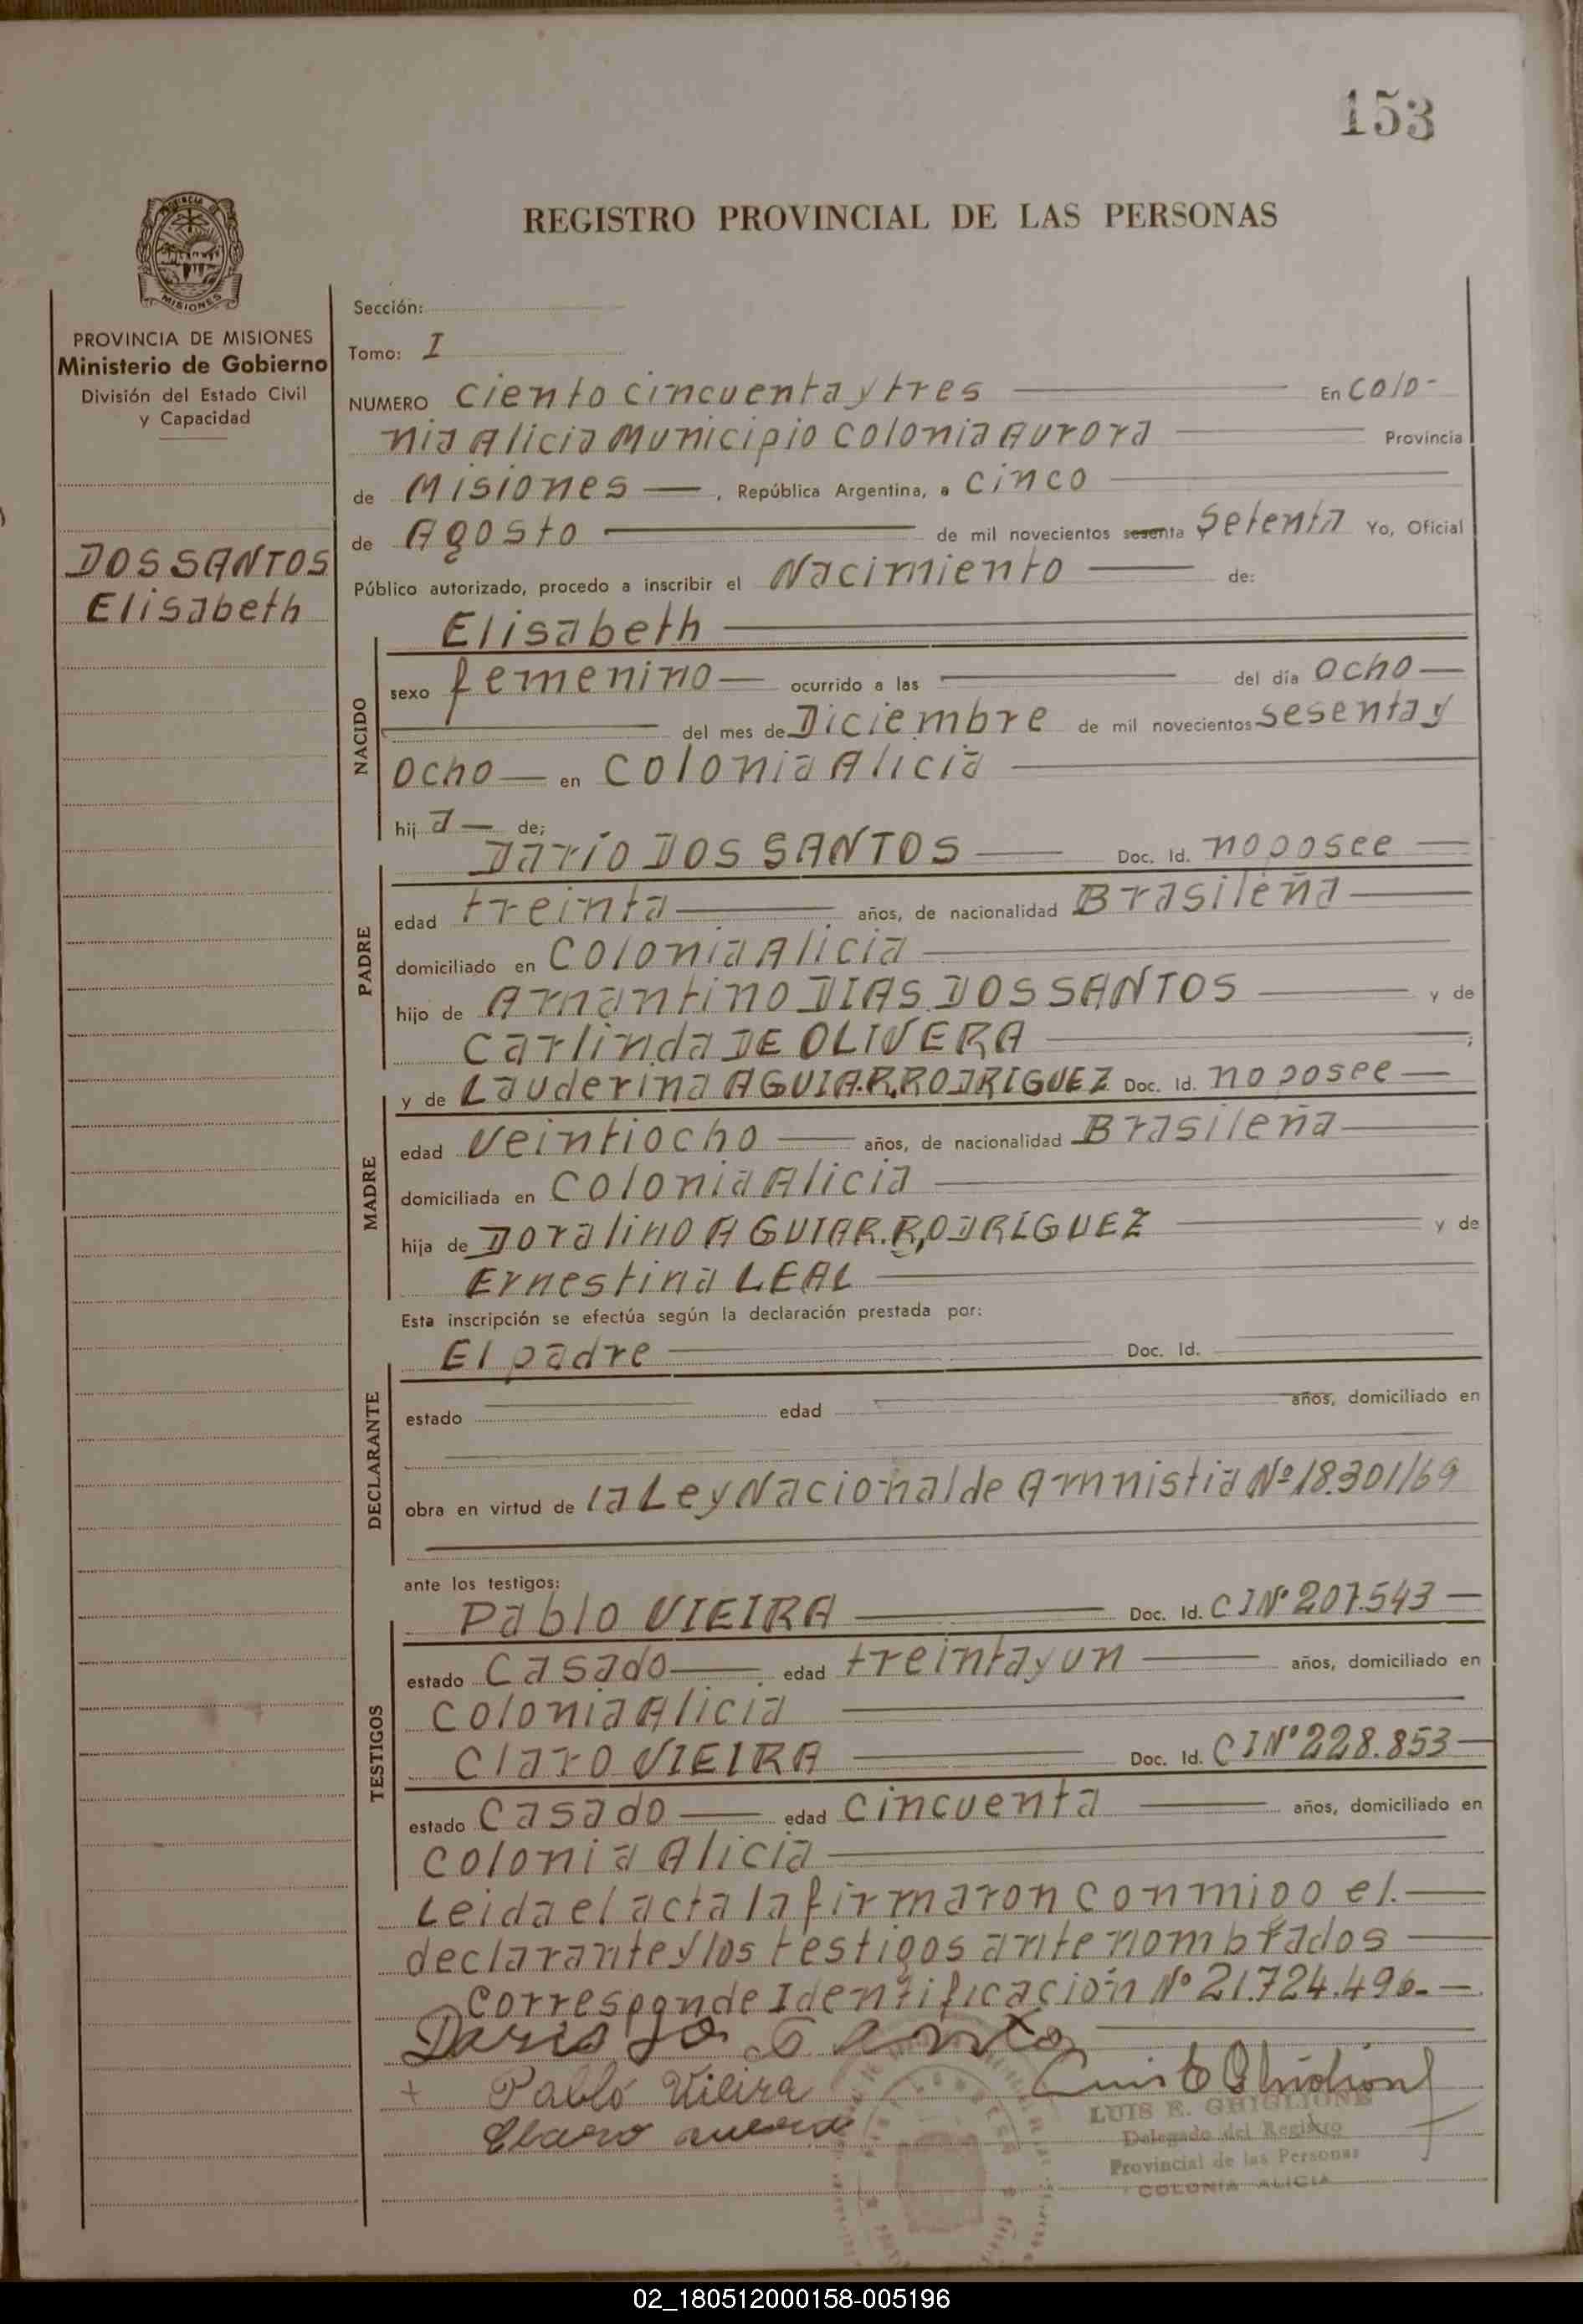 153
REGISTRO PROVINCIAL DE LAS PERSONAS
PROVINCIA DE MISIONES
Ministerio de Gobierno
División del Estado Civil
y Capacidad
DOS SANTOS
Elisabeth
Sección:
Tomo: I
NUMERO Ciento cincuenta y tres En Colo-
nia Alicia Municipio Colonia Aurora Provincia
de Misiones , República Argentina, a cinco
de Agosto de mil novecientos sesenta Setenta Yo, Oficial
Público autorizado, procedo a inscribir el Nacimiento de:
Elisabeth
NACIDO
sexo femenino ocurrido a las del día ocho
del mes de Diciembre de mil novecientos sesenta y
ocho en Colonia Alicia
hij a de;
Darío DOS SANTOS Doc. Id. no posee
PADRE
edad treinta años, de nacionalidad Brasileña
domiciliado en Colonia Alicia
hijo de Amantino DIAS DOS SANTOS y de
Carlinda DE OLIVERA ;
y de Lauderina AGUIAR RODRIGUEZ Doc. Id. no posee
MADRE
edad Veintiocho años, de nacionalidad Brasileña
domiciliada en Colonia Alicia
hija de Doralino AGUIAR RODRIGUEZ y de
Ernestina LEAL
Esta inscripción se efectúa según la declaración prestada por:
El padre Doc. Id.
DECLARANTE
estado edad años, domiciliado en
obra en virtud de la Ley Nacional de Amnistia Nº 18.301/69
ante los testigos:
Pablo VIEIRA Doc. Id. CI Nº 207.543
TESTIGOS
estado Casado edad treinta y un años, domiciliado en
Colonia Alicia
Claro VIEIRA Doc. Id. CI Nº 228.853
estado Casado edad cincuenta años, domiciliado en
Colonia Alicia
Leida el acta la firmaron conmigo el
declarante y los testigos antenombrados
Corresponde Identificación Nº 21.724.496.-
Pablo Vieira
Claro
LUIS E. GHIGLIONE
Delegado del Registro
Provincial de las Personas
COLONIA ALICIA
MISIONES
02_180512000158-005196